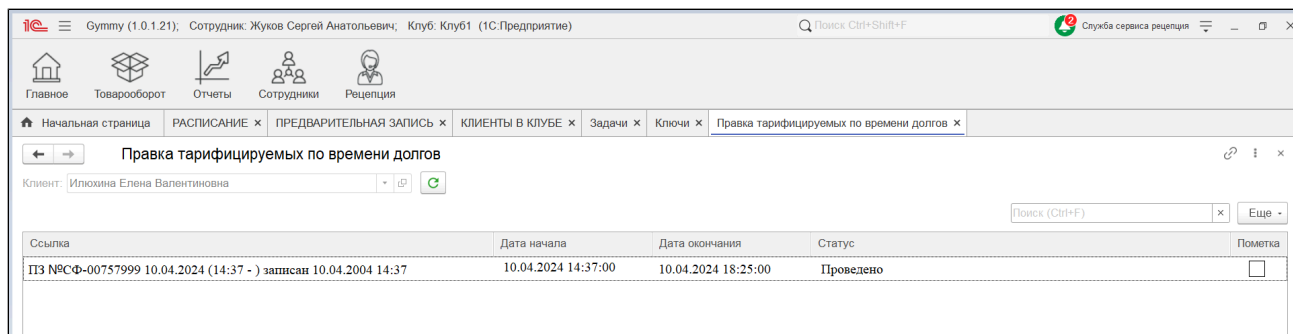 1С Gymmy (1.0.1.21); Сотрудник: Жуков Сергей Анатольевич; Клуб: Клуб1 (1С:Предприятие) Поиск Ctrl+Shift+F 2 Служба сервиса рецепция
Главное Товарооборот Отчеты Сотрудники Рецепция
Начальная страница РАСПИСАНИЕ × ПРЕДВАРИТЕЛЬНАЯ ЗАПИСЬ × КЛИЕНТЫ В КЛУБЕ × Задачи × Ключи × Правка тарифицируемых по времени долгов ×
Правка тарифицируемых по времени долгов
Клиент: Илюхина Елена Валентиновна
Поиск (Ctrl+F) × Еще
Ссылка Дата начала Дата окончания Статус Пометка
ПЗ №СФ-00757999 10.04.2024 (14:37 - ) записан 10.04.2004 14:37 10.04.2024 14:37:00 10.04.2024 18:25:00 Проведено